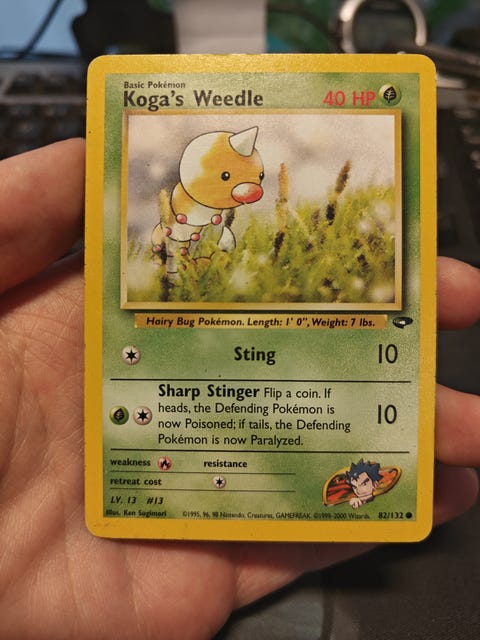 Basic Pokémon
Koga's Weedle 40 HP
Hairy Bug Pokémon. Length: 1' 0", Weight: 7 lbs.
Sting 10
Sharp Stinger Flip a coin. If
heads, the Defending Pokémon is
now Poisoned; if tails, the Defending
Pokémon is now Paralyzed.
10
weakness resistance
retreat cost
LV. 13 #13
Illus. Ken Sugimori ©1995, 96, 98 Nintendo, Creatures, GAMEFREAK. ©1999-2000 Wizards. 82/132